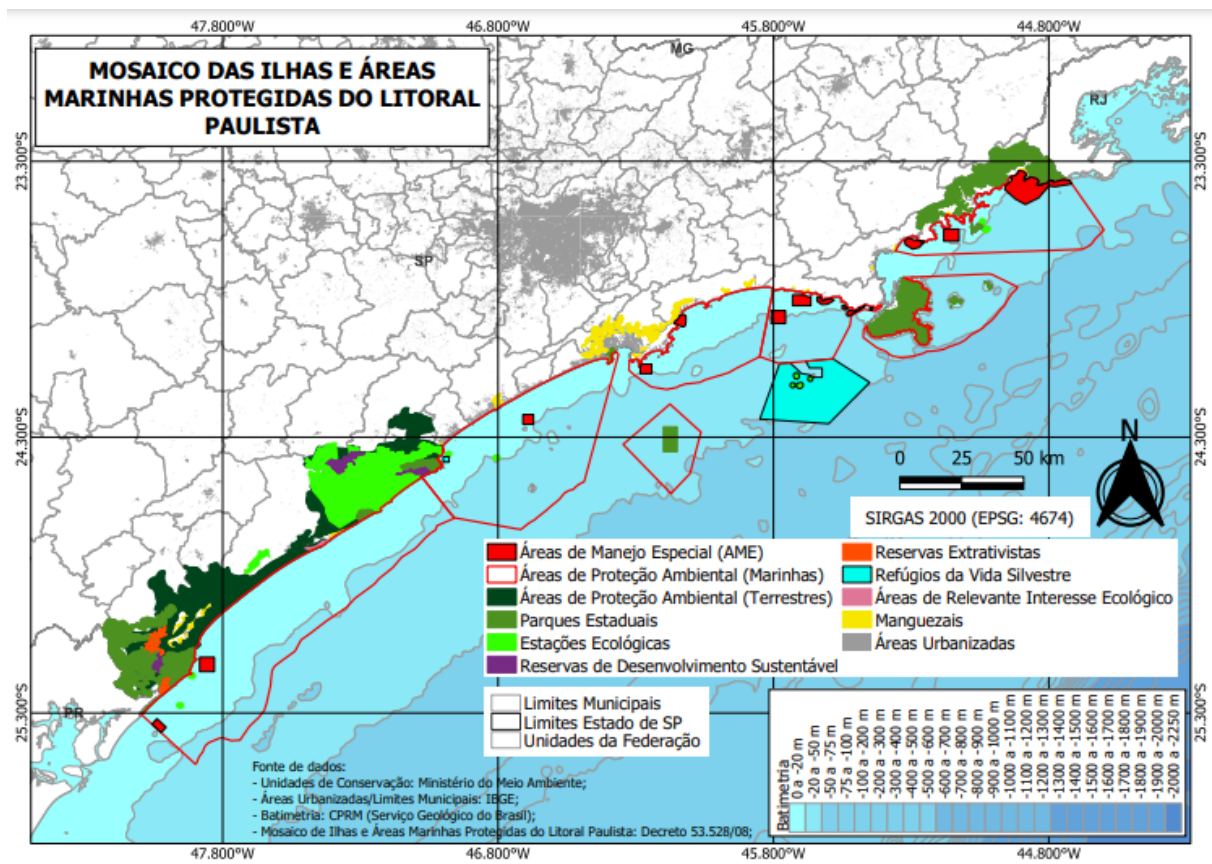 47.800°W 46.800°W 45.800°W 44.800°W
MOSAICO DAS ILHAS E ÁREAS
MARINHAS PROTEGIDAS DO LITORAL
PAULISTA
MG
RJ
23.300°S 23.300°S
SP
24.300°S 24.300°S
N
0 25 50 km
SIRGAS 2000 (EPSG: 4674)
Áreas de Manejo Especial (AME)
Áreas de Proteção Ambiental (Marinhas)
Áreas de Proteção Ambiental (Terrestres)
Parques Estaduais
Estações Ecológicas
Reservas de Desenvolvimento Sustentável
Reservas Extrativistas
Refúgios da Vida Silvestre
Áreas de Relevante Interesse Ecológico
Manguezais
Áreas Urbanizadas
PR
25.300°S 25.300°S
Limites Municipais
Limites Estado de SP
Unidades da Federação
Batimetria
0 a -20 m
-20 a -50 m
-50 a -75 m
-75 a -100 m
-100 a -200 m
-200 a -300 m
-300 a -400 m
-400 a -500 m
-500 a -600 m
-600 a -700 m
-700 a -800 m
-800 a -900 m
-900 a -1000 m
-1000 a -1100 m
-1100 a -1200 m
-1200 a -1300 m
-1300 a -1400 m
-1400 a -1500 m
-1500 a -1600 m
-1600 a -1700 m
-1700 a -1800 m
-1800 a -1900 m
-1900 a -2000 m
-2000 a -2250 m
Fonte de dados:
- Unidades de Conservação: Ministério do Meio Ambiente;
- Áreas Urbanizadas/Limites Municipais: IBGE;
- Batimetria: CPRM (Serviço Geológico do Brasil);
- Mosaico de Ilhas e Áreas Marinhas Protegidas do Litoral Paulista: Decreto 53.528/08;
47.800°W 46.800°W 45.800°W 44.800°W